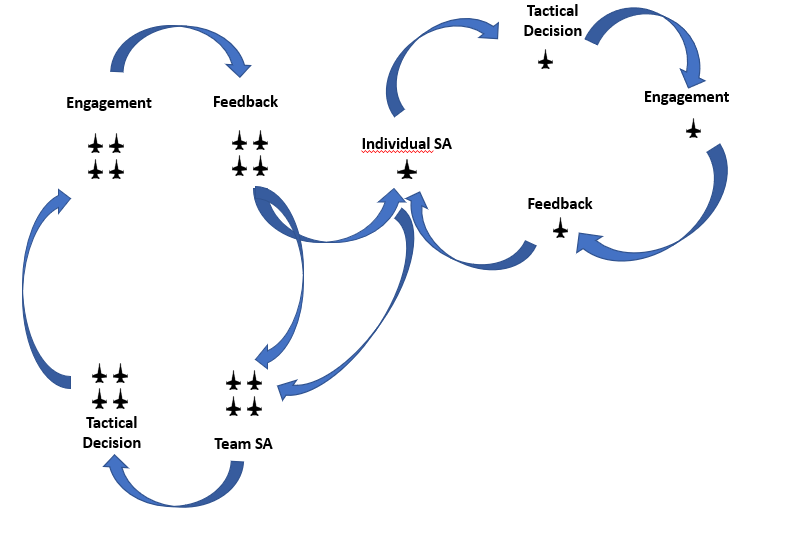 Tactical
Decision
Engagement
Feedback
Engagement
Individual SA
Feedback
Tactical
Decision
Team SA